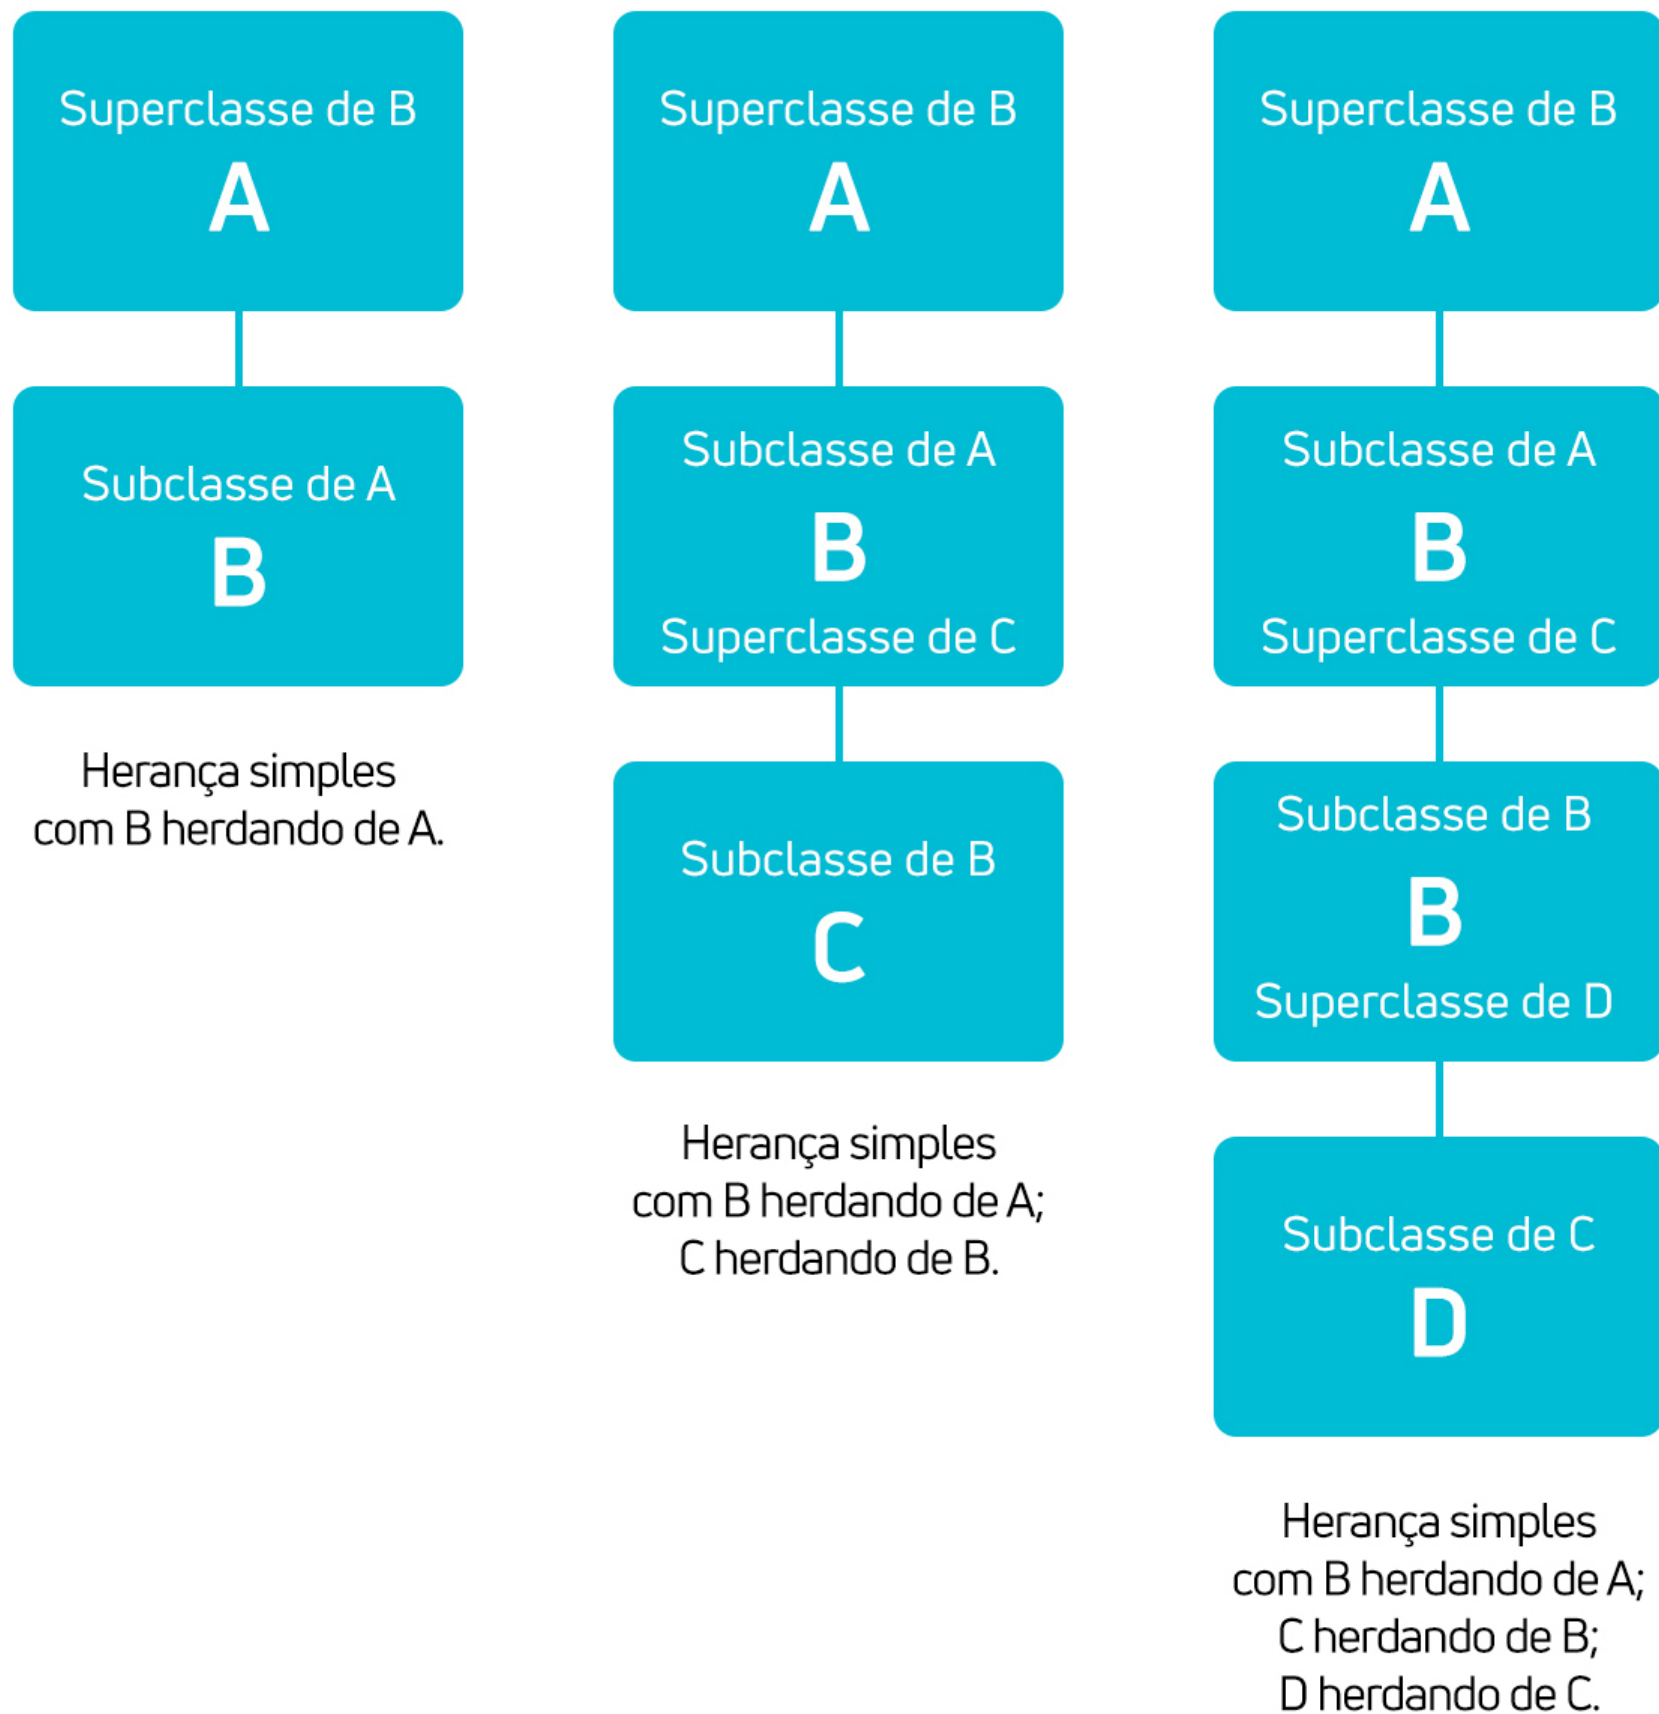 Superclasse de B
A
Subclasse de A
B
Herança simples
com B herdando de A.
Superclasse de B
A
Subclasse de A
B
Superclasse de C
Subclasse de B
C
Herança simples
com B herdando de A;
C herdando de B.
Superclasse de B
A
Subclasse de A
B
Superclasse de C
Subclasse de B
B
Superclasse de D
Subclasse de C
D
Herança simples
com B herdando de A;
C herdando de B;
D herdando de C.